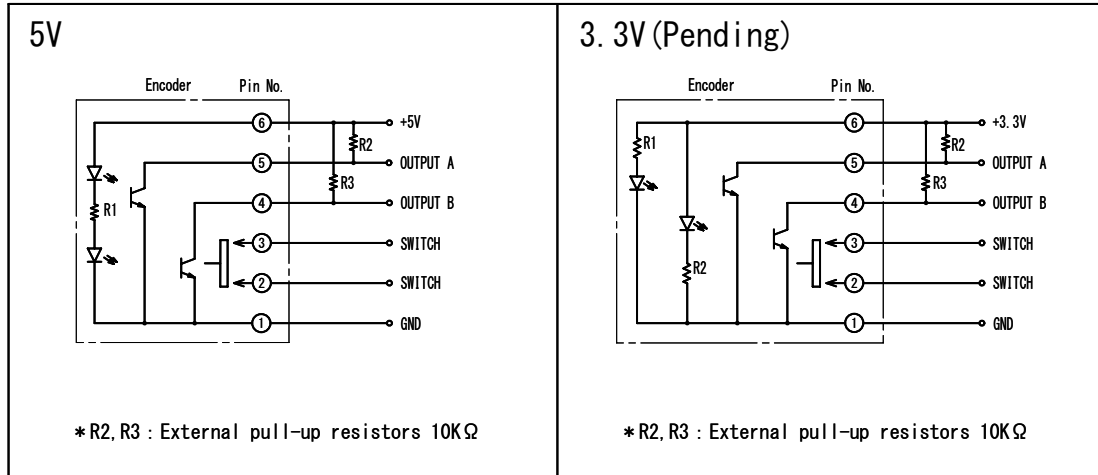 5V
Encoder Pin No.
6 +5V
R2
5 OUTPUT A
R3
R1
4 OUTPUT B
3 SWITCH
2 SWITCH
1 GND
*R2,R3 : External pull-up resistors 10KΩ
3.3V(Pending)
Encoder Pin No.
6 +3.3V
R1 R2
5 OUTPUT A
R3
4 OUTPUT B
3 SWITCH
R2
2 SWITCH
1 GND
*R2,R3 : External pull-up resistors 10KΩ